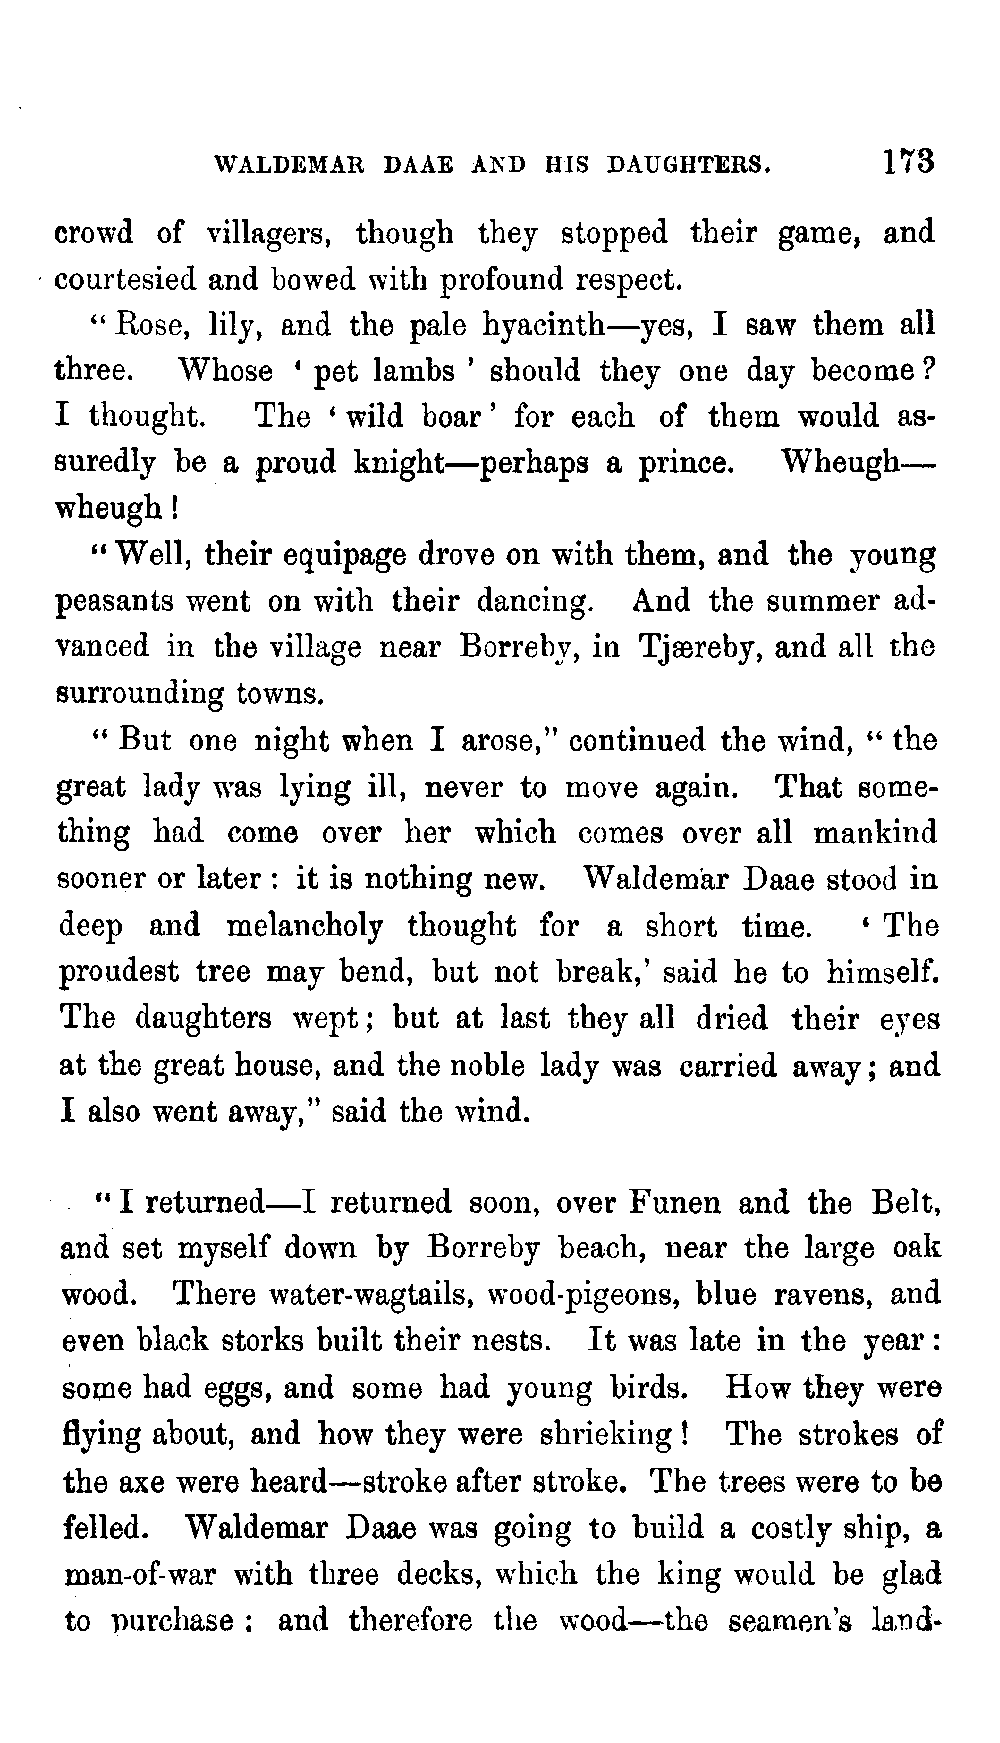 WALDEMAR DAAE AND HIS DAUGHTERS. 173
crowd of villagers, though they stopped their game, and
courtesied and bowed with profound respect.
“ Rose, lily, and the pale hyacinth—yes, I saw them all
three. Whose ‘ pet lambs ’ should they one day become ?
I thought. The ‘ wild boar ’ for each of them would as-
suredly be a proud knight—perhaps a prince. Wheugh—
wheugh !
“ Well, their equipage drove on with them, and the young
peasants went on with their dancing. And the summer ad-
vanced in the village near Borreby, in Tjæreby, and all the
surrounding towns.
“ But one night when I arose,” continued the wind, “ the
great lady was lying ill, never to move again. That some-
thing had come over her which comes over all mankind
sooner or later : it is nothing new. Waldemar Daae stood in
deep and melancholy thought for a short time. ‘ The
proudest tree may bend, but not break,’ said he to himself.
The daughters wept ; but at last they all dried their eyes
at the great house, and the noble lady was carried away ; and
I also went away,” said the wind.
“ I returned—I returned soon, over Funen and the Belt,
and set myself down by Borreby beach, near the large oak
wood. There water-wagtails, wood-pigeons, blue ravens, and
even black storks built their nests. It was late in the year :
some had eggs, and some had young birds. How they were
flying about, and how they were shrieking ! The strokes of
the axe were heard—stroke after stroke. The trees were to be
felled. Waldemar Daae was going to build a costly ship, a
man-of-war with three decks, which the king would be glad
to purchase ; and therefore the wood—the seamen’s land-